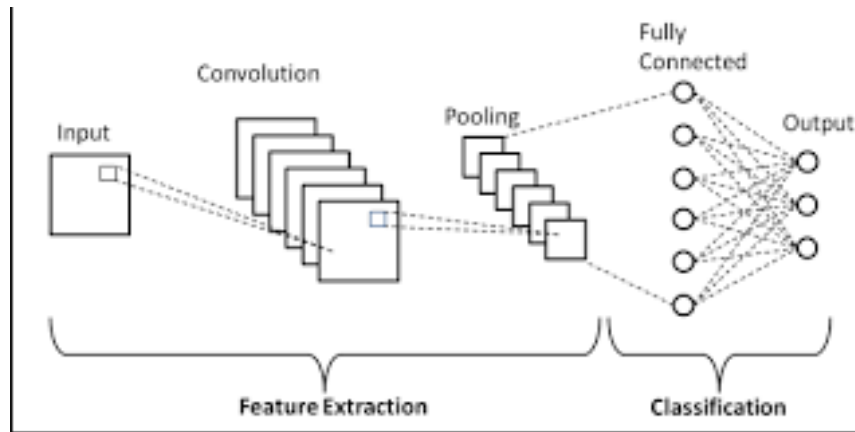 Fully
Connected
Convolution
Pooling
Input
Output
Feature Extraction
Classification